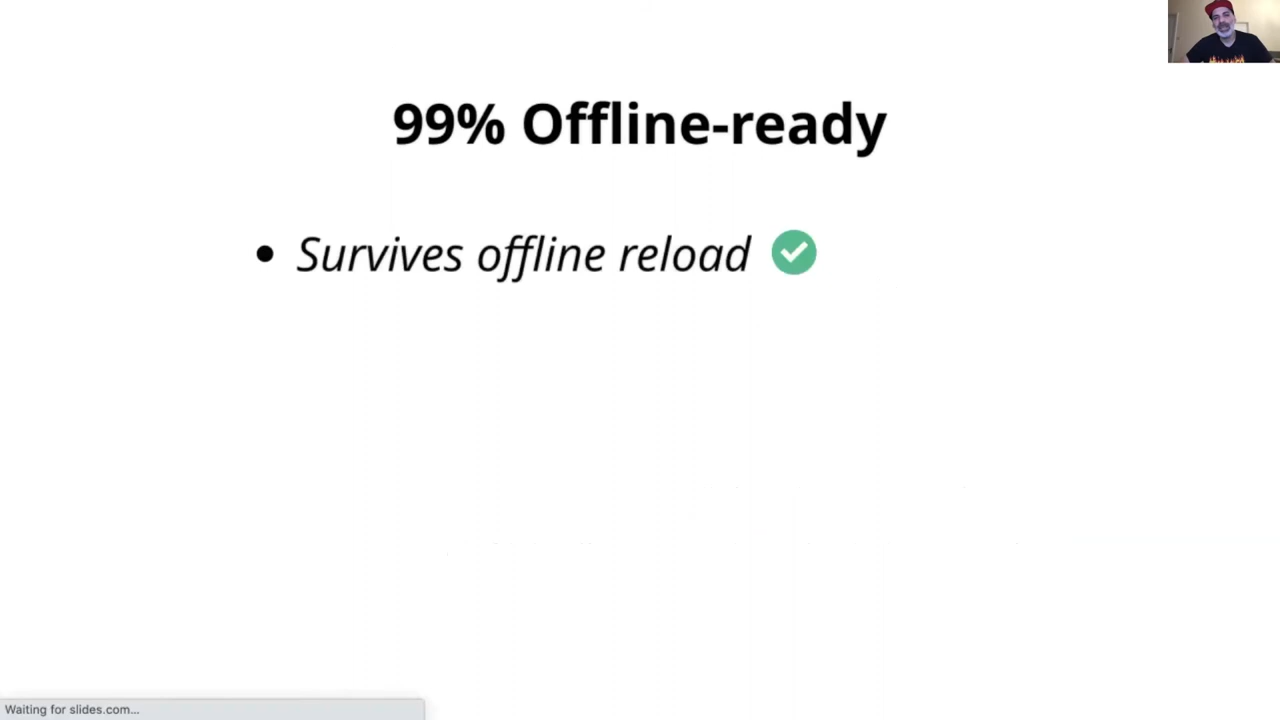 99% Offline-ready
• Survives offline reload
Waiting for slides.com...